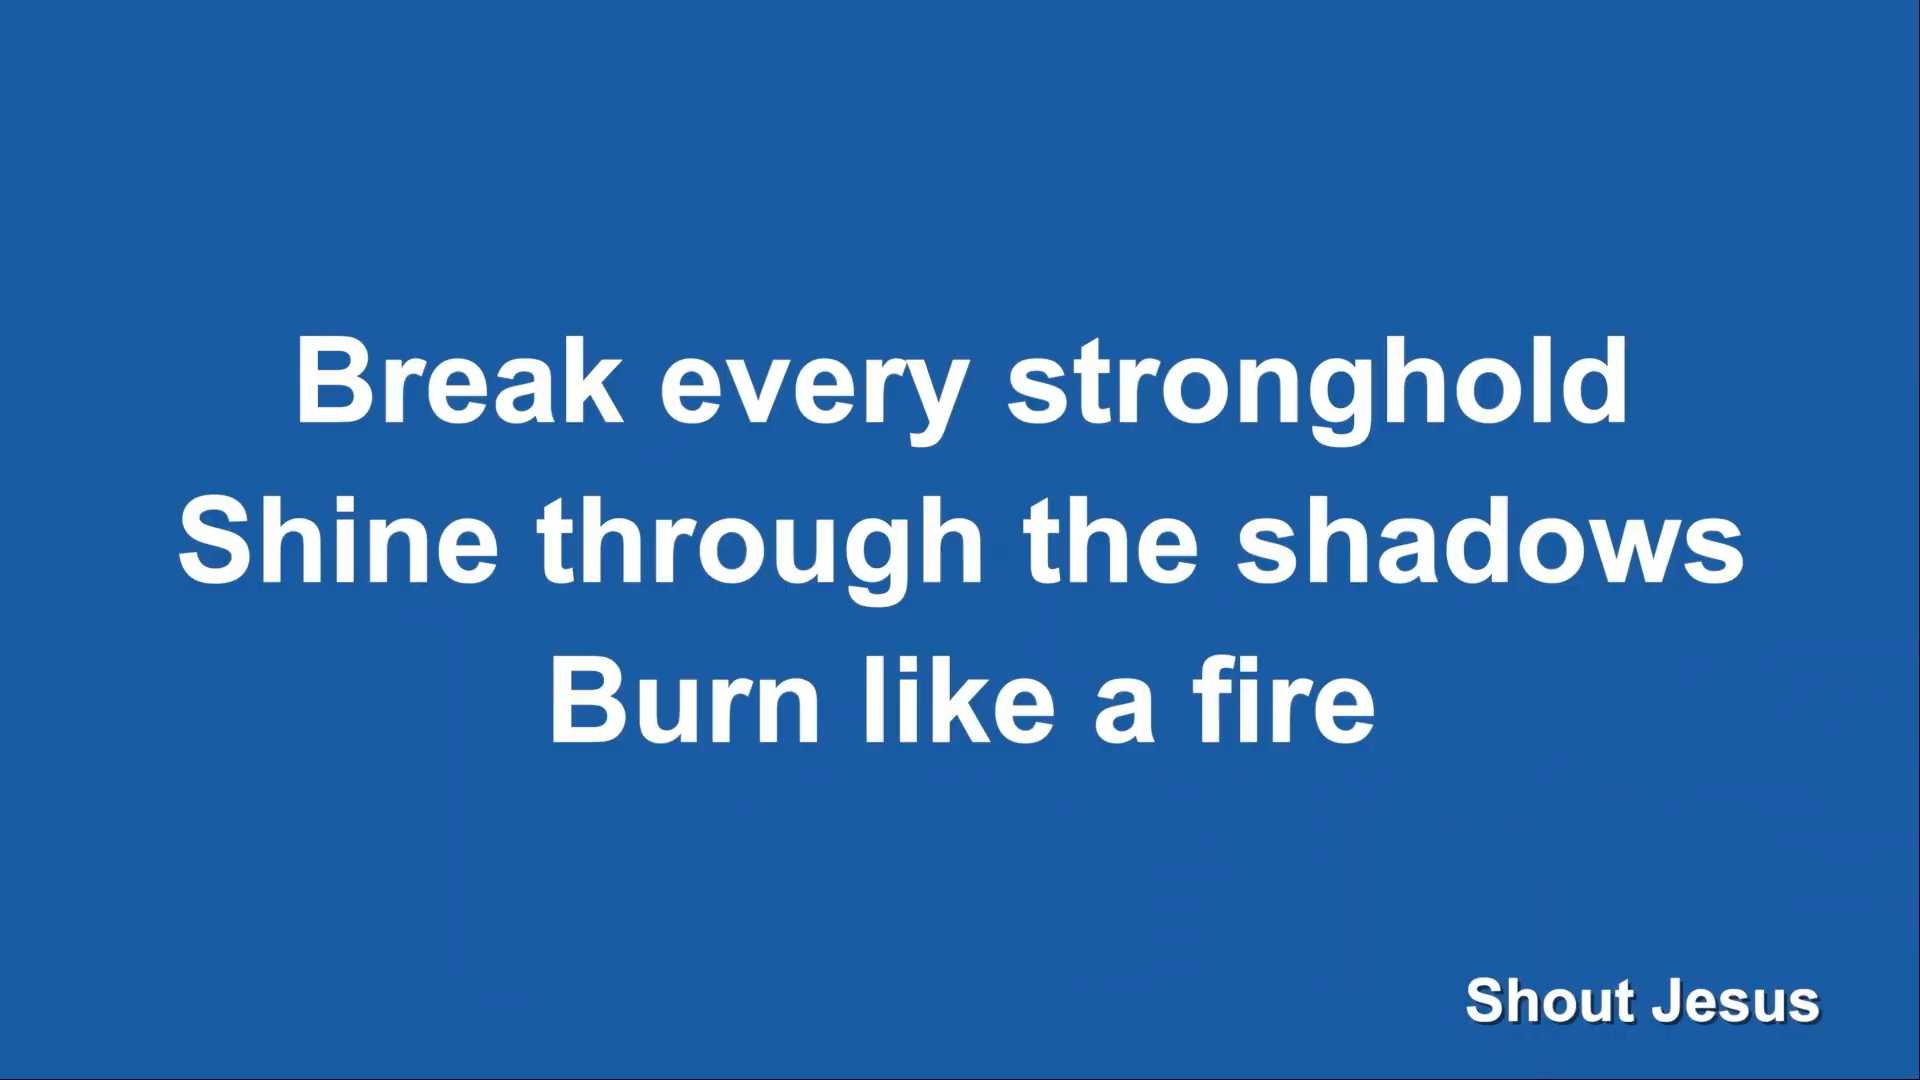 Break every stronghold
Shine through the shadows
Burn like a fire
Shout Jesus